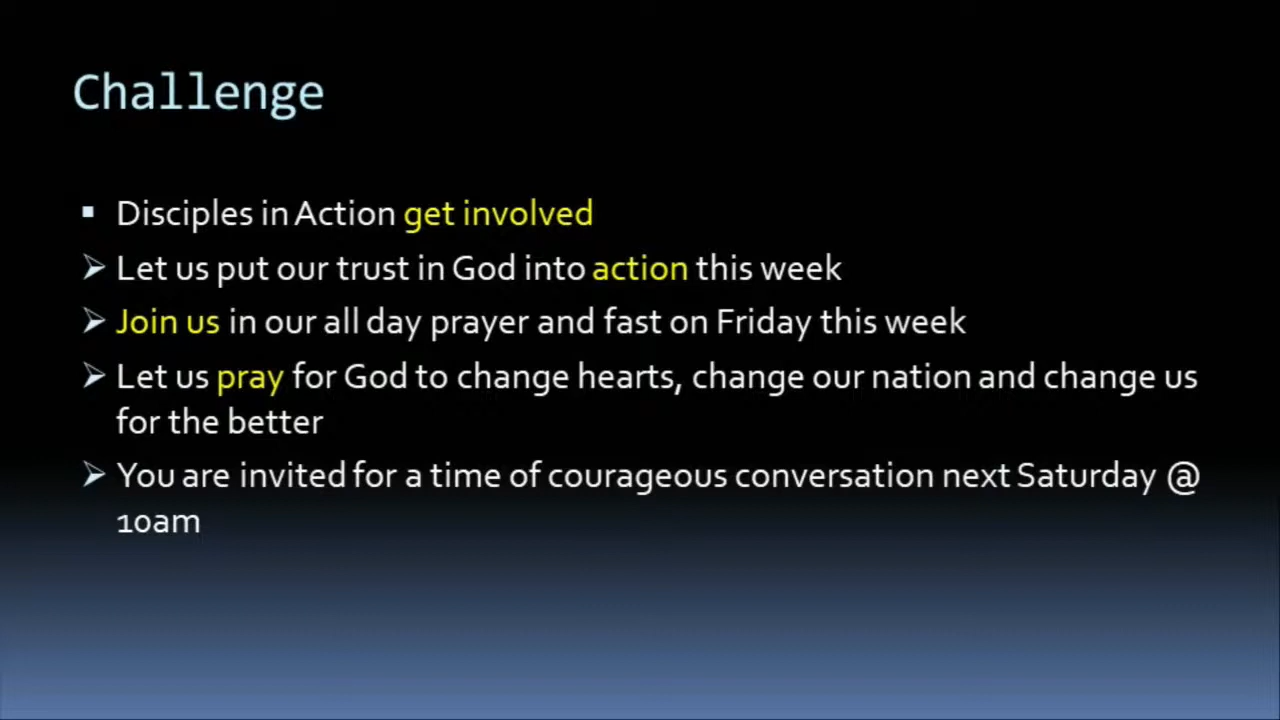 Challenge
▪ Disciples in Action get involved
➢ Let us put our trust in God into action this week
➢ Join us in our all day prayer and fast on Friday this week
➢ Let us pray for God to change hearts, change our nation and change us
for the better
➢ You are invited for a time of courageous conversation next Saturday @
10am